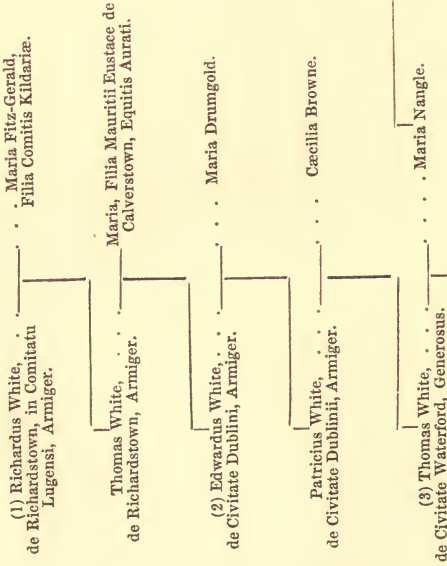 (1) Richardus White, . . . . Maria Fitz-Gerald,
de Richardstown, in Comitatu Filia Comitis Kildariæ.
Lugensi, Armiger.
Thomas White, . . . Maria, Filia Mauritii Eustace de
de Richardstown, Armiger. Calverstown, Equitis Aurati.
(2) Edwardus White, . . . . Maria Drumgold.
de Civitate Dublini, Armiger.
Patricius White, . . . . . Cæcilia Browne.
de Civitate Dublinii, Armiger.
(3) Thomas White, . . . . . . . Maria Nangle.
de Civitate Waterford, Generosus.